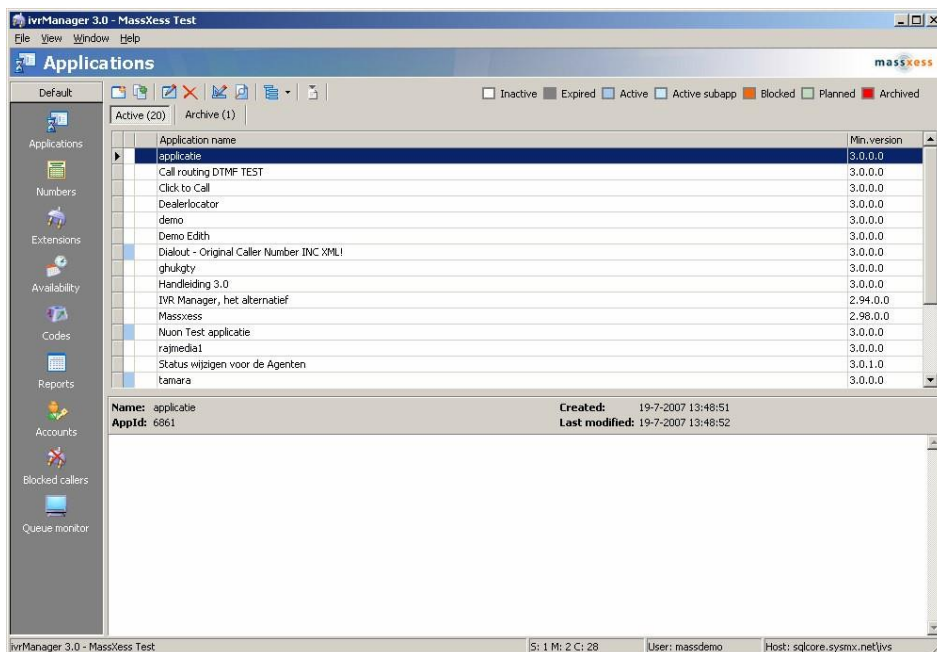 ivrManager 3.0 - MassXess Test
File View Window Help
Applications
massxess
Default
Inactive Expired Active Active subapp Blocked Planned Archived
Active (20) Archive (1)
Applications
Numbers
Extensions
Availability
Codes
Reports
Accounts
Blocked callers
Queue monitor
Application name Min.version
applicatie 3.0.0.0
Call routing DTMF TEST 3.0.0.0
Click to Call 3.0.0.0
Dealerlocator 3.0.0.0
demo 3.0.0.0
Demo Edith 3.0.0.0
Dialout - Original Caller Number INC XML! 3.0.0.0
ghukgty 3.0.0.0
Handleiding 3.0 3.0.0.0
IVR Manager, het alternatief 2.94.0.0
Massxess 2.98.0.0
Nuon Test applicatie 3.0.0.0
rajmedia1 3.0.0.0
Status wijzigen voor de Agenten 3.0.1.0
tamara 3.0.0.0
Name: applicatie Created: 19-7-2007 13:48:51
AppId: 6861 Last modified: 19-7-2007 13:48:52
ivrManager 3.0 - MassXess Test S: 1 M: 2 C: 28 User: massdemo Host: sqlcore.sysmx.net\ivs